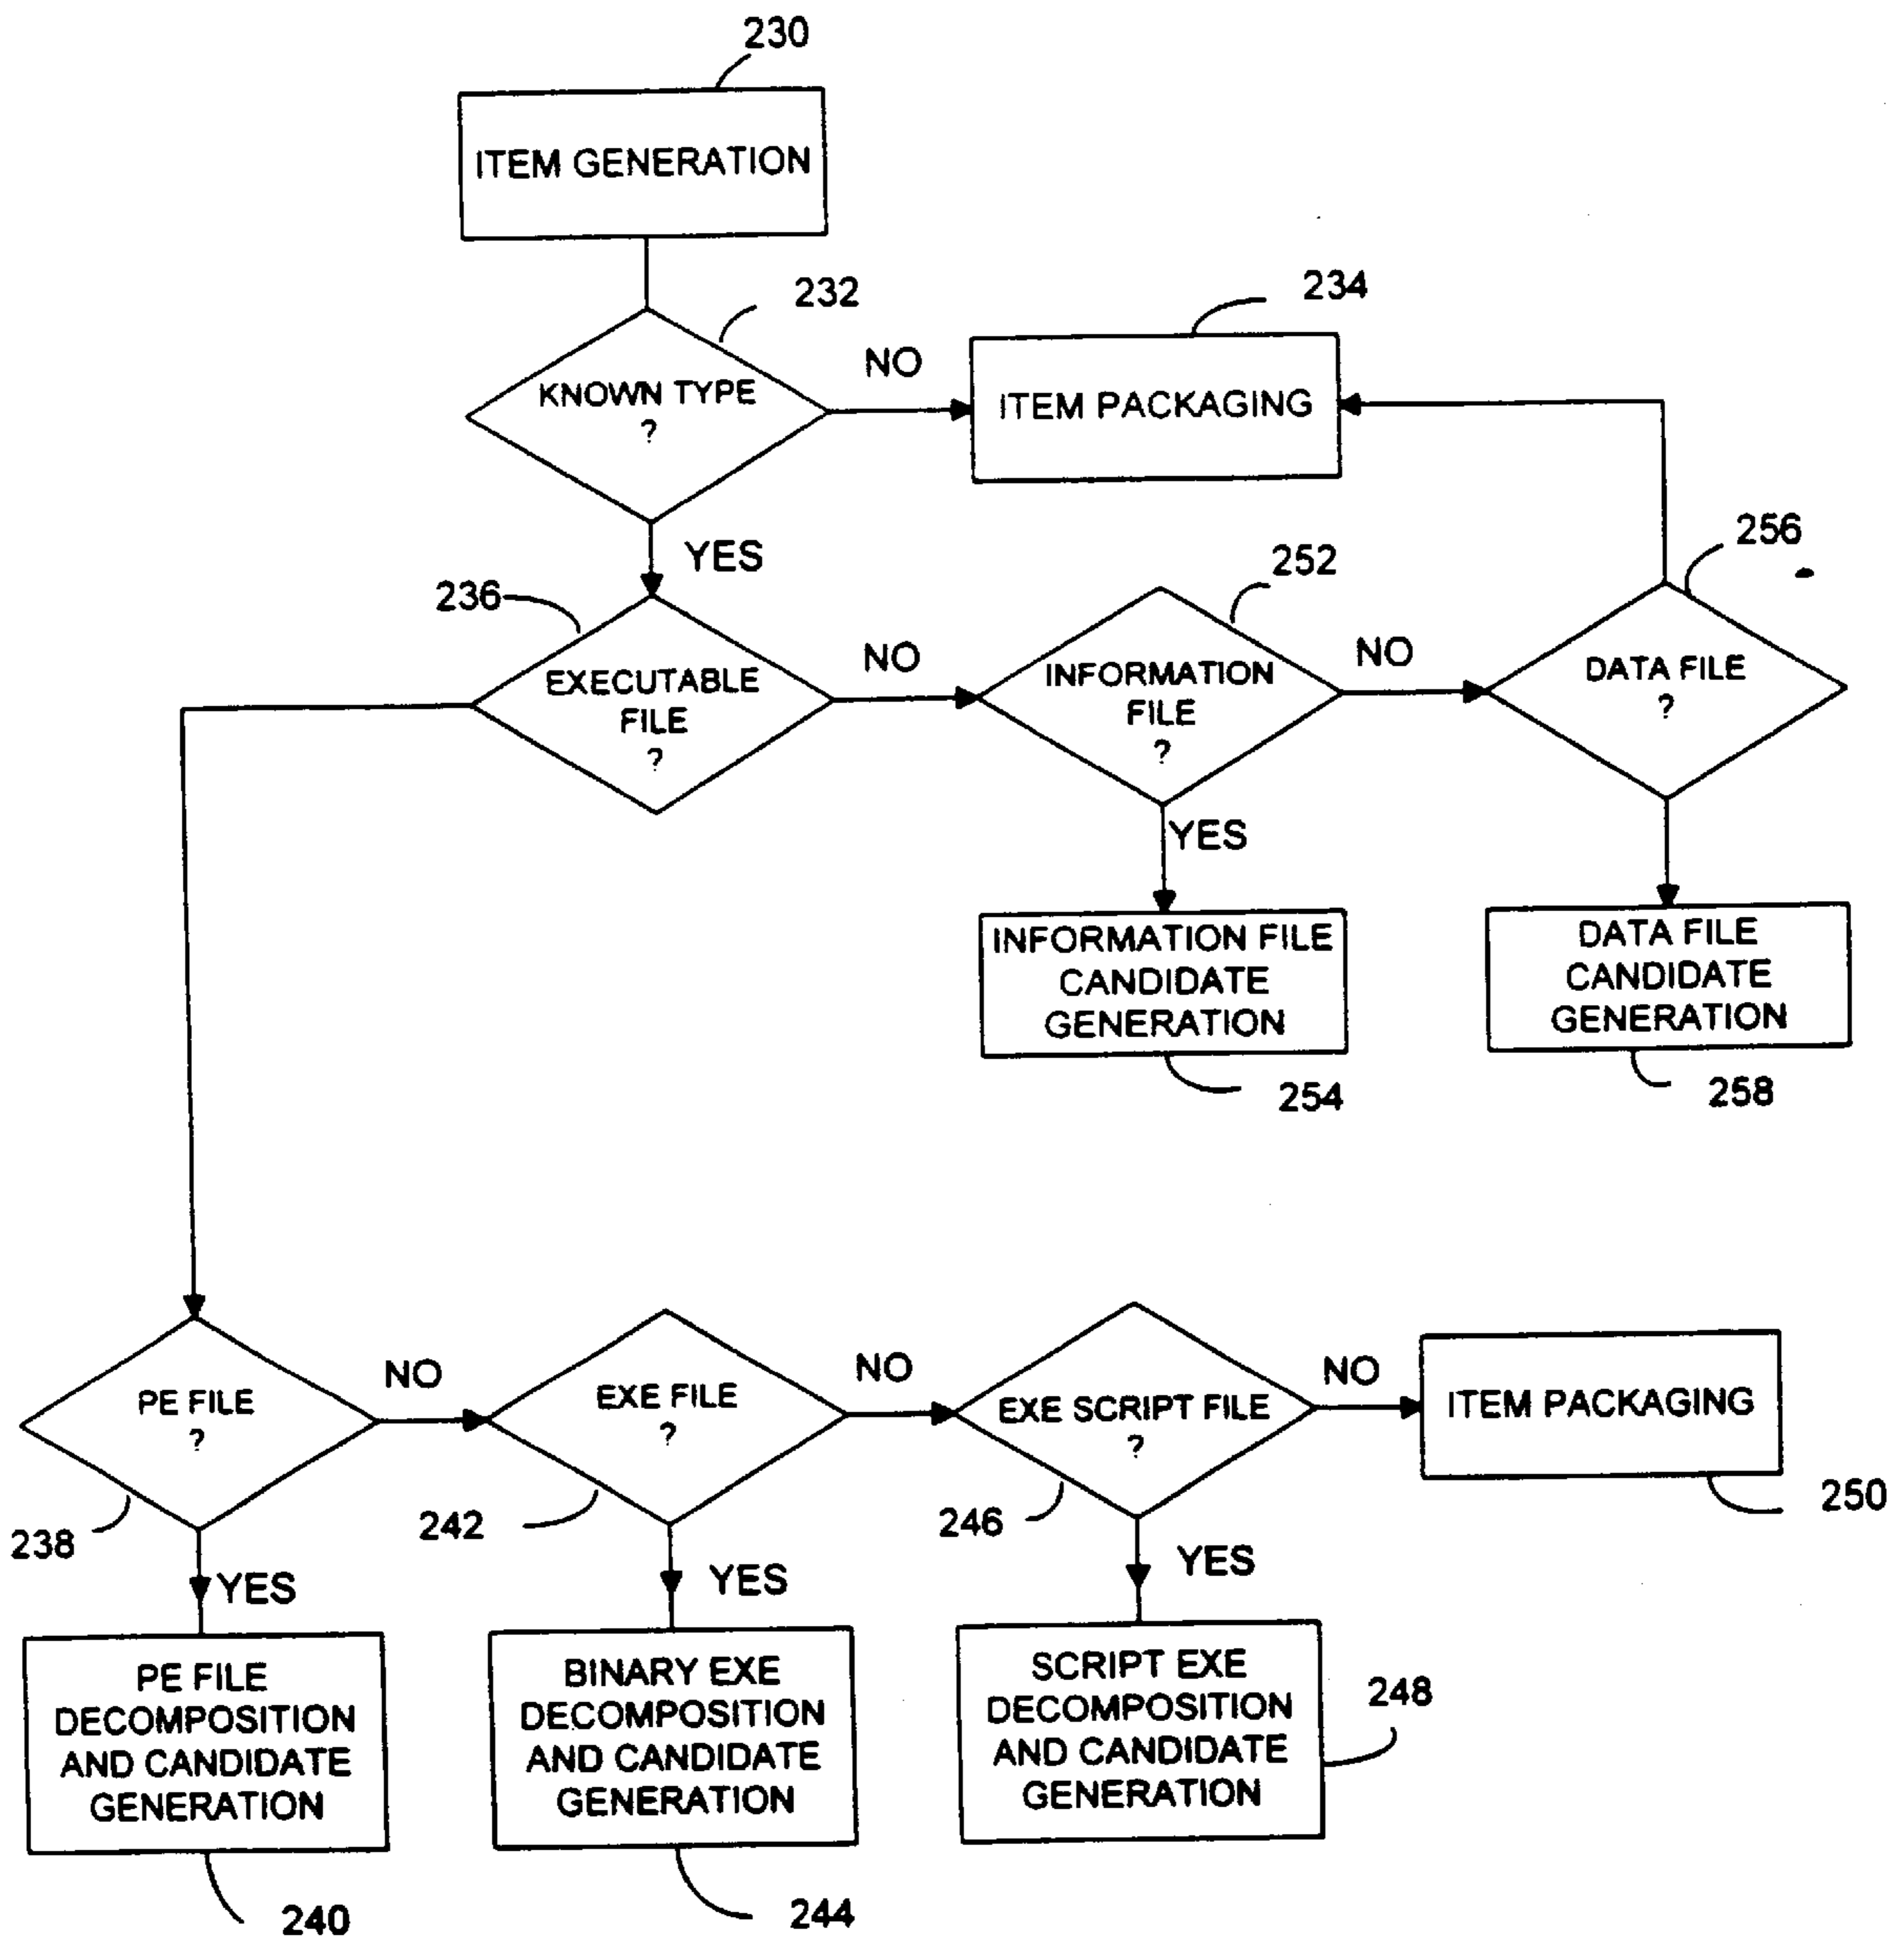 230
ITEM GENERATION
232
234
KNOWN TYPE
?
NO
ITEM PACKAGING
YES
236
252
256
EXECUTABLE
FILE
?
NO
INFORMATION
FILE
?
NO
DATA FILE
?
YES
INFORMATION FILE
CANDIDATE
GENERATION
254
DATA FILE
CANDIDATE
GENERATION
258
PE FILE
?
NO
EXE FILE
?
NO
EXE SCRIPT FILE
?
NO
ITEM PACKAGING
238
242
246
250
YES
YES
YES
PE FILE
DECOMPOSITION
AND CANDIDATE
GENERATION
240
BINARY EXE
DECOMPOSITION
AND CANDIDATE
GENERATION
244
SCRIPT EXE
DECOMPOSITION
AND CANDIDATE
GENERATION
248